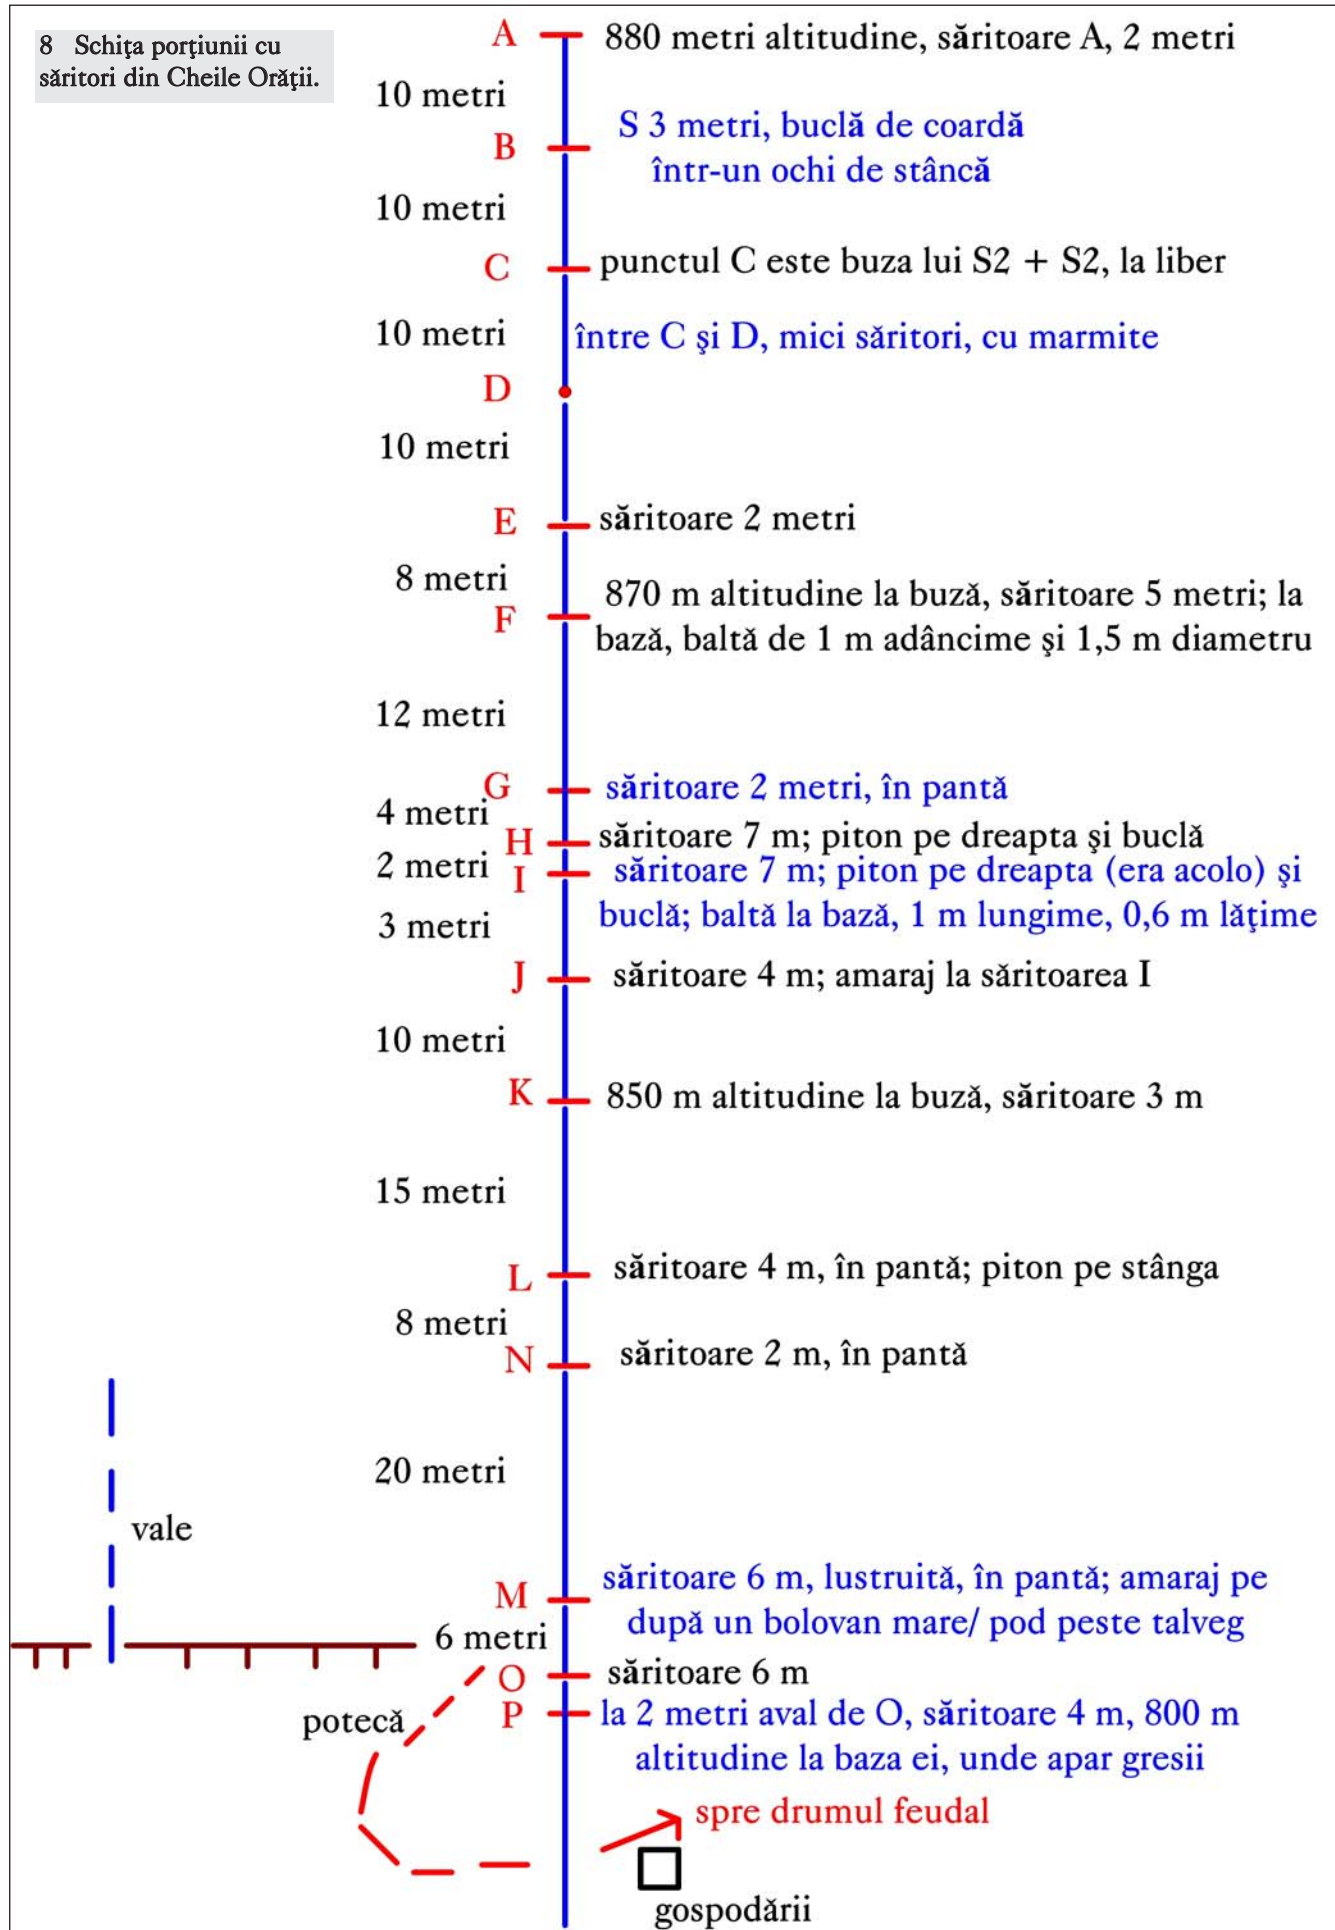 8 Schiţa porţiunii cu
săritori din Cheile Orăţii.
A
880 metri altitudine, săritoare A, 2 metri
10 metri
B
S 3 metri, buclă de coardă
într-un ochi de stâncă
10 metri
C
punctul C este buza lui S2 + S2, la liber
10 metri
între C şi D, mici săritori, cu marmite
D
10 metri
E
săritoare 2 metri
8 metri
F
870 m altitudine la buză, săritoare 5 metri; la
bază, baltă de 1 m adâncime şi 1,5 m diametru
12 metri
G
săritoare 2 metri, în pantă
4 metri
H
săritoare 7 m; piton pe dreapta şi buclă
2 metri
I
săritoare 7 m; piton pe dreapta (era acolo) şi
buclă; baltă la bază, 1 m lungime, 0,6 m lăţime
3 metri
J
săritoare 4 m; amaraj la săritoarea I
10 metri
K
850 m altitudine la buză, săritoare 3 m
15 metri
L
săritoare 4 m, în pantă; piton pe stânga
8 metri
N
săritoare 2 m, în pantă
20 metri
vale
M
săritoare 6 m, lustruită, în pantă; amaraj pe
după un bolovan mare/ pod peste talveg
6 metri
O
săritoare 6 m
potecă
P
la 2 metri aval de O, săritoare 4 m, 800 m
altitudine la baza ei, unde apar gresii
spre drumul feudal
gospodării